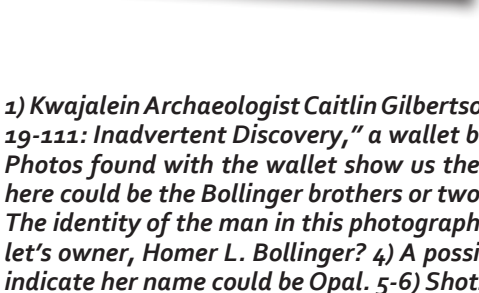 1) Kwajalein Archaeologist Caitlin Gilbertso
19-111: Inadvertent Discovery,” a wallet b
Photos found with the wallet show us the
here could be the Bollinger brothers or two
The identity of the man in this photograph
let’s owner, Homer L. Bollinger? 4) A possi
indicate her name could be Opal. 5-6) Shot